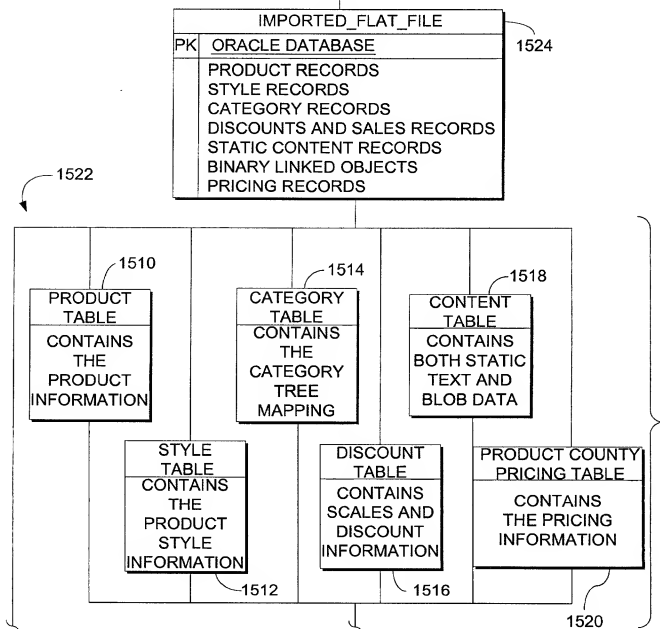 IMPORTED_FLAT_FILE
1524
PK ORACLE DATABASE
PRODUCT RECORDS
STYLE RECORDS
CATEGORY RECORDS
DISCOUNTS AND SALES RECORDS
STATIC CONTENT RECORDS
BINARY LINKED OBJECTS
PRICING RECORDS
1522
1510
PRODUCT
TABLE
CONTAINS
THE
PRODUCT
INFORMATION
1514
CATEGORY
TABLE
CONTAINS
THE
CATEGORY
TREE
MAPPING
1518
CONTENT
TABLE
CONTAINS
BOTH STATIC
TEXT AND
BLOB DATA
STYLE
TABLE
CONTAINS
THE
PRODUCT
STYLE
INFORMATION
1512
DISCOUNT
TABLE
CONTAINS
SCALES AND
DISCOUNT
INFORMATION
1516
PRODUCT COUNTY
PRICING TABLE
CONTAINS
THE PRICING
INFORMATION
1520